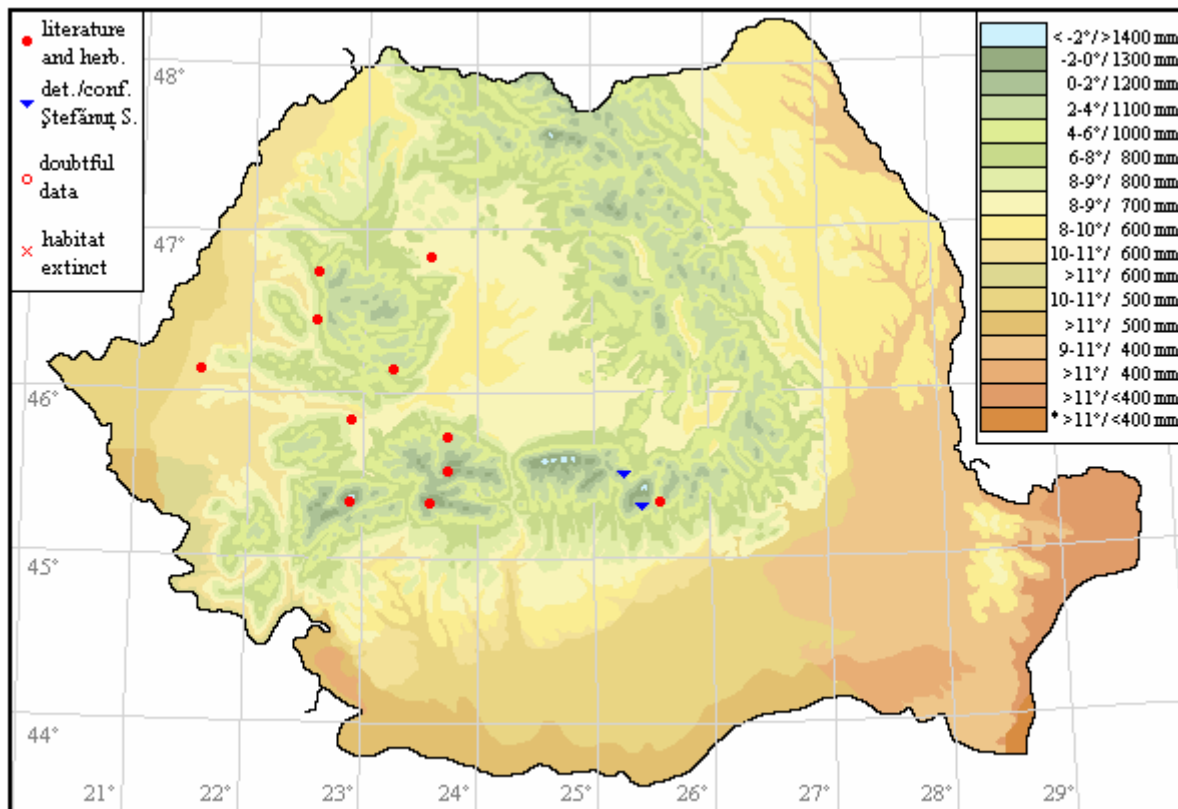 literature
and herb.
det./conf.
Ştefănuţ S.
doubtful
data
habitat
extinct
< -2°/>1400 mm
-2-0°/1300 mm
0-2°/1200 mm
2-4°/1100 mm
4-6°/1000 mm
6-8°/ 800 mm
8-9°/ 800 mm
8-9°/ 700 mm
8-10°/ 600 mm
10-11°/ 600 mm
>11°/ 600 mm
10-11°/ 500 mm
>11°/ 500 mm
9-11°/ 400 mm
>11°/ 400 mm
>11°/<400 mm
* >11°/<400 mm
48°
47°
46°
45°
44°
21°
22°
23°
24°
25°
26°
27°
28°
29°